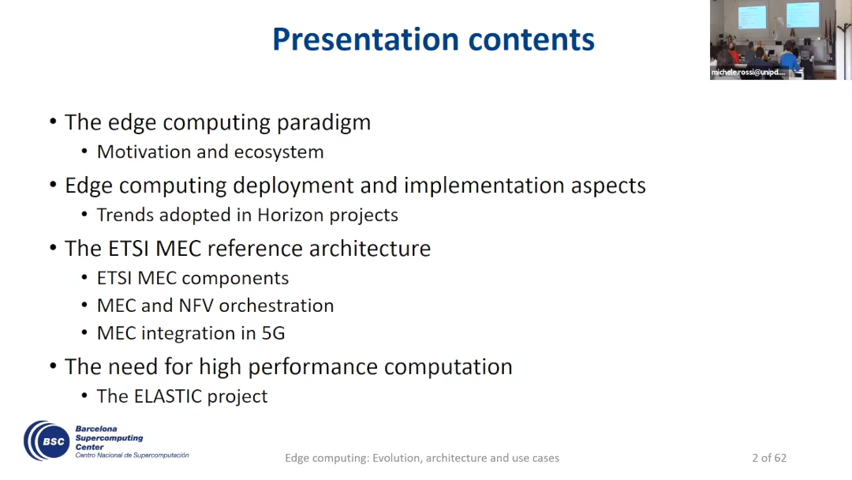 Presentation contents
michele.rossi@unipd....
• The edge computing paradigm
• Motivation and ecosystem
• Edge computing deployment and implementation aspects
• Trends adopted in Horizon projects
• The ETSI MEC reference architecture
• ETSI MEC components
• MEC and NFV orchestration
• MEC integration in 5G
• The need for high performance computation
• The ELASTIC project
BSC
Barcelona
Supercomputing
Center
Centro Nacional de Supercomputación
Edge computing: Evolution, architecture and use cases
2 of 62